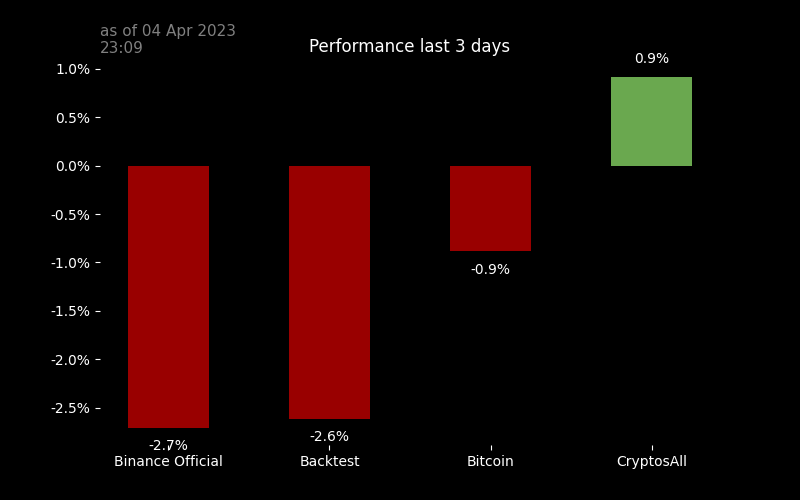 as of 04 Apr 2023
23:09
Performance last 3 days
0.9%
1.0%
0.5%
0.0%
-0.5%
-1.0%
-0.9%
-1.5%
-2.0%
-2.5%
-2.7%
-2.6%
Binance Official
Backtest
Bitcoin
CryptosAll